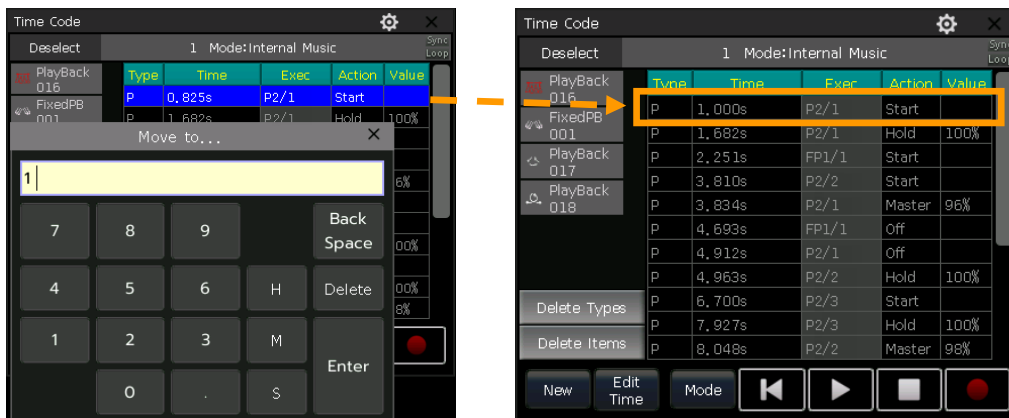 Time Code
Deselect 1 Mode:Internal Music Sync Loop
PlayBack 016
FixedPB 001
Type Time Exec Action Value
P 0.825s P2/1 Start
P 1.682s P2/1 Hold 100%
Move to...
1
6%
00%
00%
8%
7 8 9 Back Space
4 5 6 H Delete
1 2 3 M Enter
0 . S
Time Code
Deselect 1 Mode:Internal Music Sync Loop
PlayBack 016
FixedPB 001
PlayBack 017
PlayBack 018
Type Time Exec Action Value
P 1.000s P2/1 Start
P 1.682s P2/1 Hold 100%
P 2.251s FP1/1 Start
P 3.810s P2/2 Start
P 3.834s P2/1 Master 96%
P 4.693s FP1/1 Off
P 4.912s P2/1 Off
P 4.963s P2/2 Hold 100%
P 6.700s P2/3 Start
P 7.927s P2/3 Hold 100%
P 8.048s P2/2 Master 98%
Delete Types
Delete Items
New Edit Time Mode